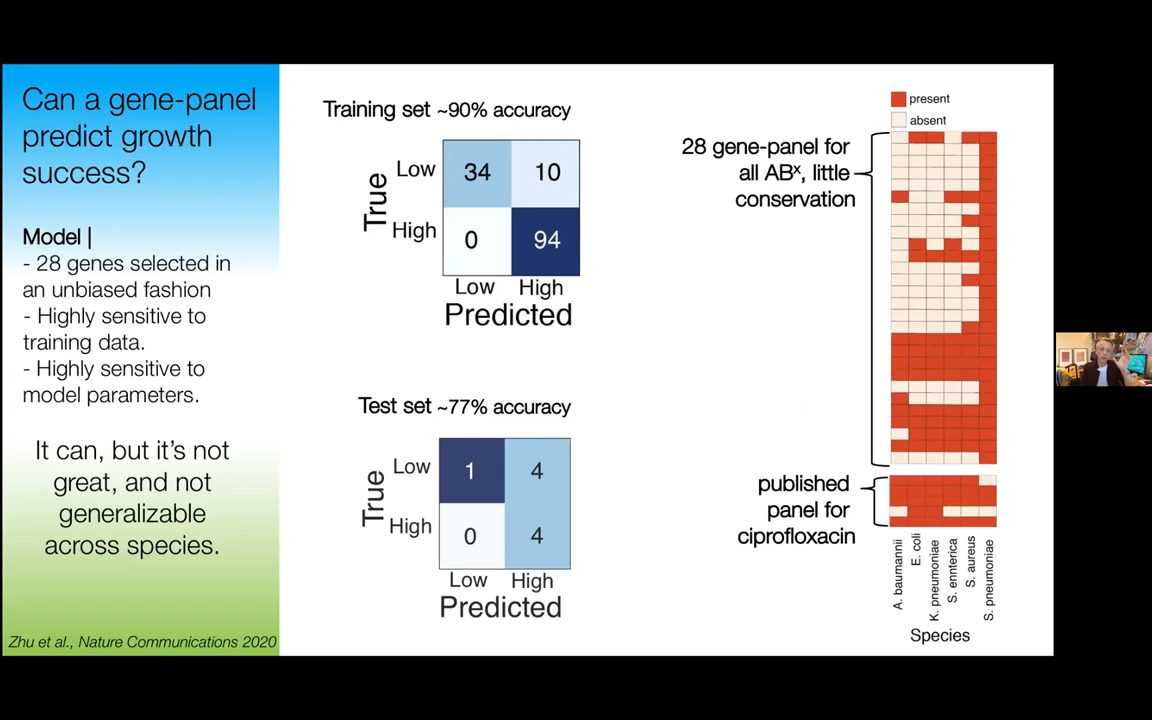 Can a gene-panel
predict growth
success?
Model |
- 28 genes selected in
an unbiased fashion
- Highly sensitive to
training data.
- Highly sensitive to
model parameters.
It can, but it's not
great, and not
generalizable
across species.
Zhu et al., Nature Communications 2020
Training set ~90% accuracy
True
Low
34
10
High
0
94
Low
High
Predicted
Test set ~77% accuracy
True
Low
1
4
High
0
4
Low
High
Predicted
present
absent
28 gene-panel for
all ABˣ, little
conservation
published
panel for
ciprofloxacin
A. baumannii
E. coli
K. pneumoniae
S. ennterica
S. aureus
S. pneumoniae
Species